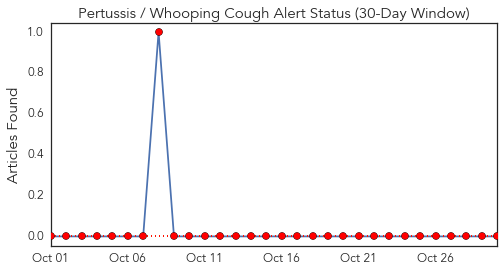 Pertussis / Whooping Cough Alert Status (30-Day Window)
Articles Found
1.0
0.8
0.6
0.4
0.2
0.0
Oct 01 Oct 06 Oct 11 Oct 16 Oct 21 Oct 26